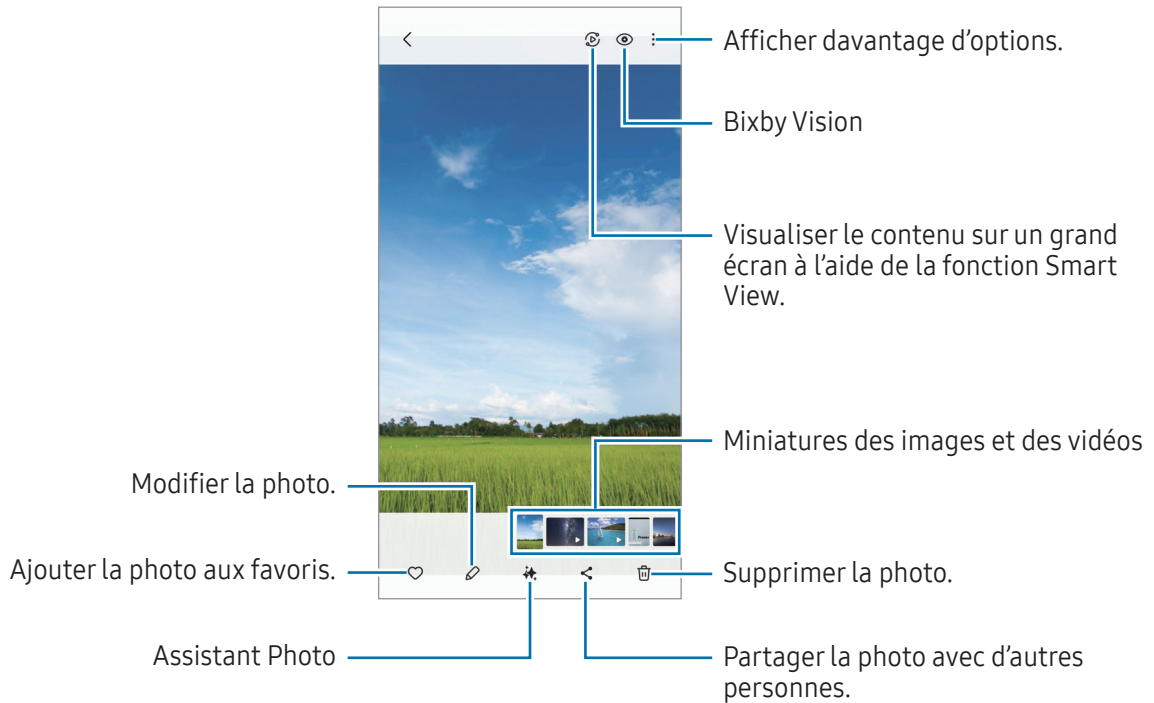 Afficher davantage d'options.
Bixby Vision
Visualiser le contenu sur un grand
écran à l'aide de la fonction Smart
View.
Miniatures des images et des vidéos
Modifier la photo.
Ajouter la photo aux favoris.
Supprimer la photo.
Assistant Photo
Partager la photo avec d'autres
personnes.